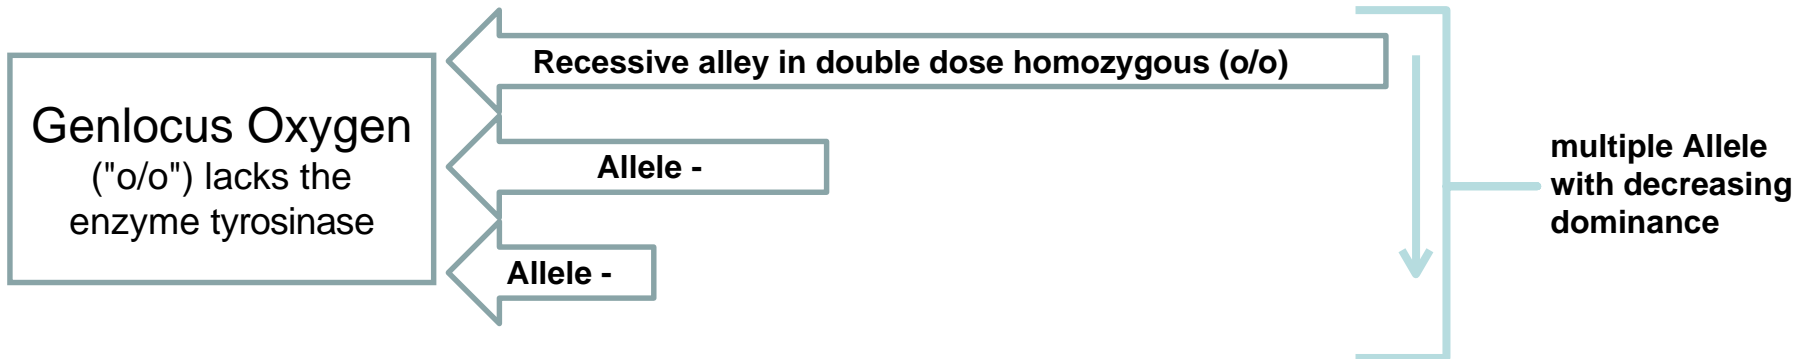 Genlocus Oxygen
("o/o") lacks the
enzyme tyrosinase
Recessive alley in double dose homozygous (o/o)
Allele -
Allele -
multiple Allele
with decreasing
dominance